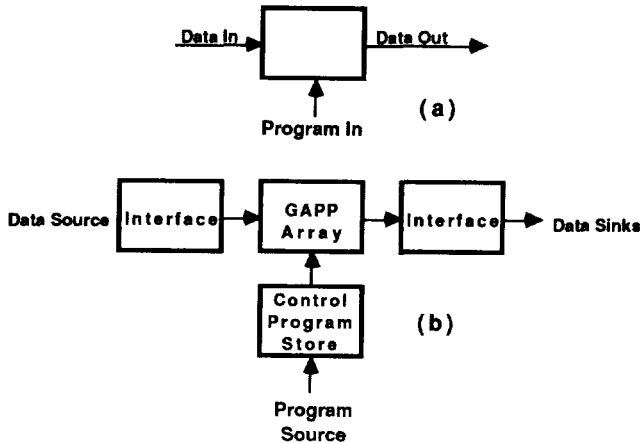 Data In
Data Out
Program In
(a)
Data Source
Interface
GAPP
Array
Interface
Data Sinks
Control
Program
Store
(b)
Program
Source